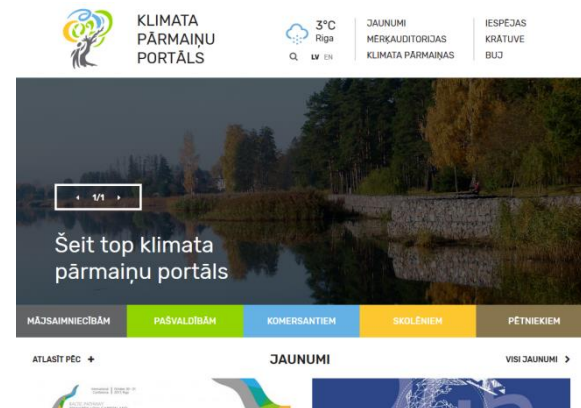 KLIMATA
PĀRMAIŅU
PORTĀLS
3°C
Riga
LV EN
JAUNUMI
MĒRĶAUDITORIJAS
KLIMATA PĀRMAIŅAS
IESPĒJAS
KRĀTUVE
BUJ
1/1
Šeit top klimata
pārmaiņu portāls
MĀJSAIMNIECĪBĀM
PAŠVALDĪBĀM
KOMERSANTIEM
SKOLĒNIEM
PĒTNIEKIEM
ATLASĪT PĒC +
JAUNUMI
VISI JAUNUMI >